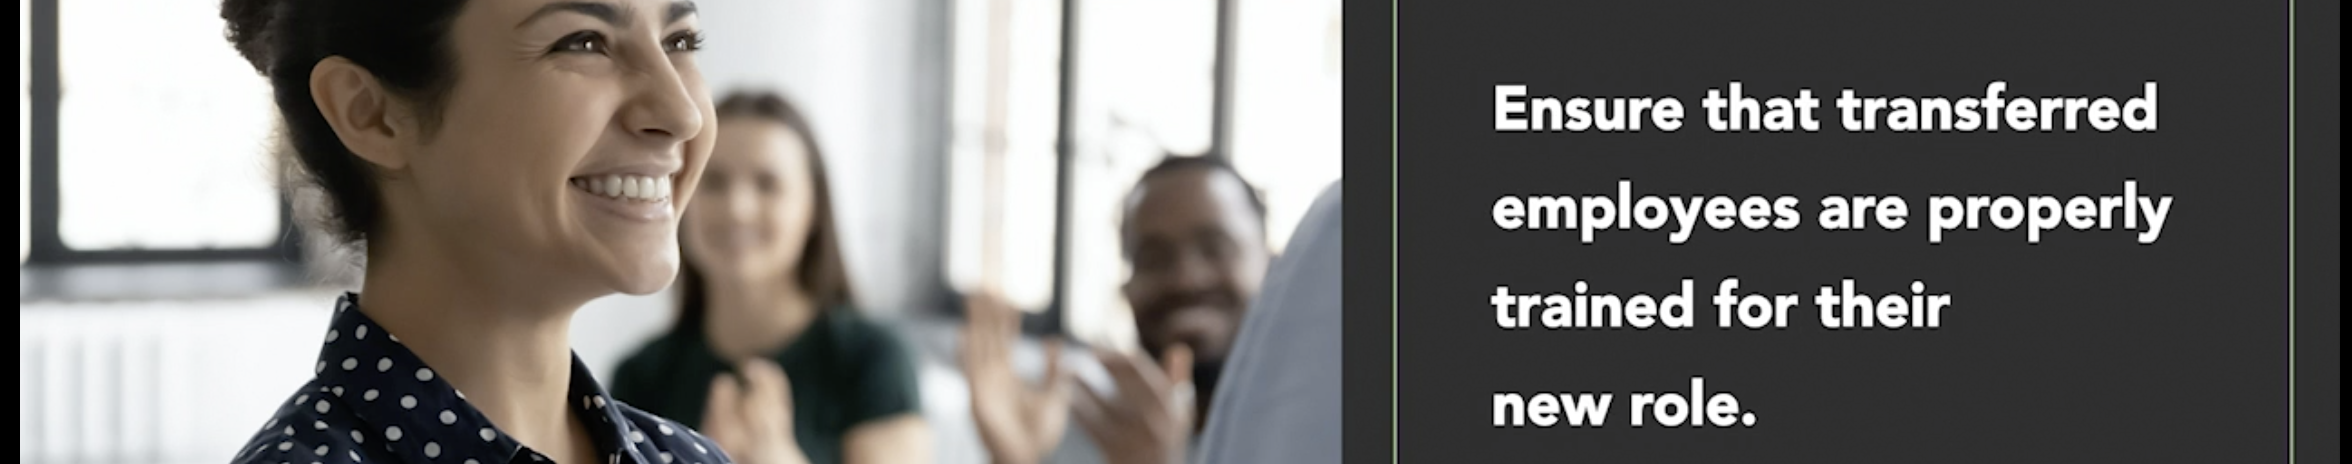 Ensure that transferred
employees are properly
trained for their
new role.